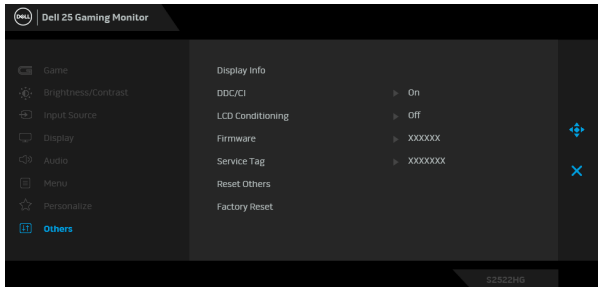 DELL Dell 25 Gaming Monitor
Game
Brightness/Contrast
Input Source
Display
Audio
Menu
Personalize
Others
Display Info
DDC/CI On
LCD Conditioning Off
Firmware XXXXXX
Service Tag XXXXXXX
Reset Others
Factory Reset
S2522HG